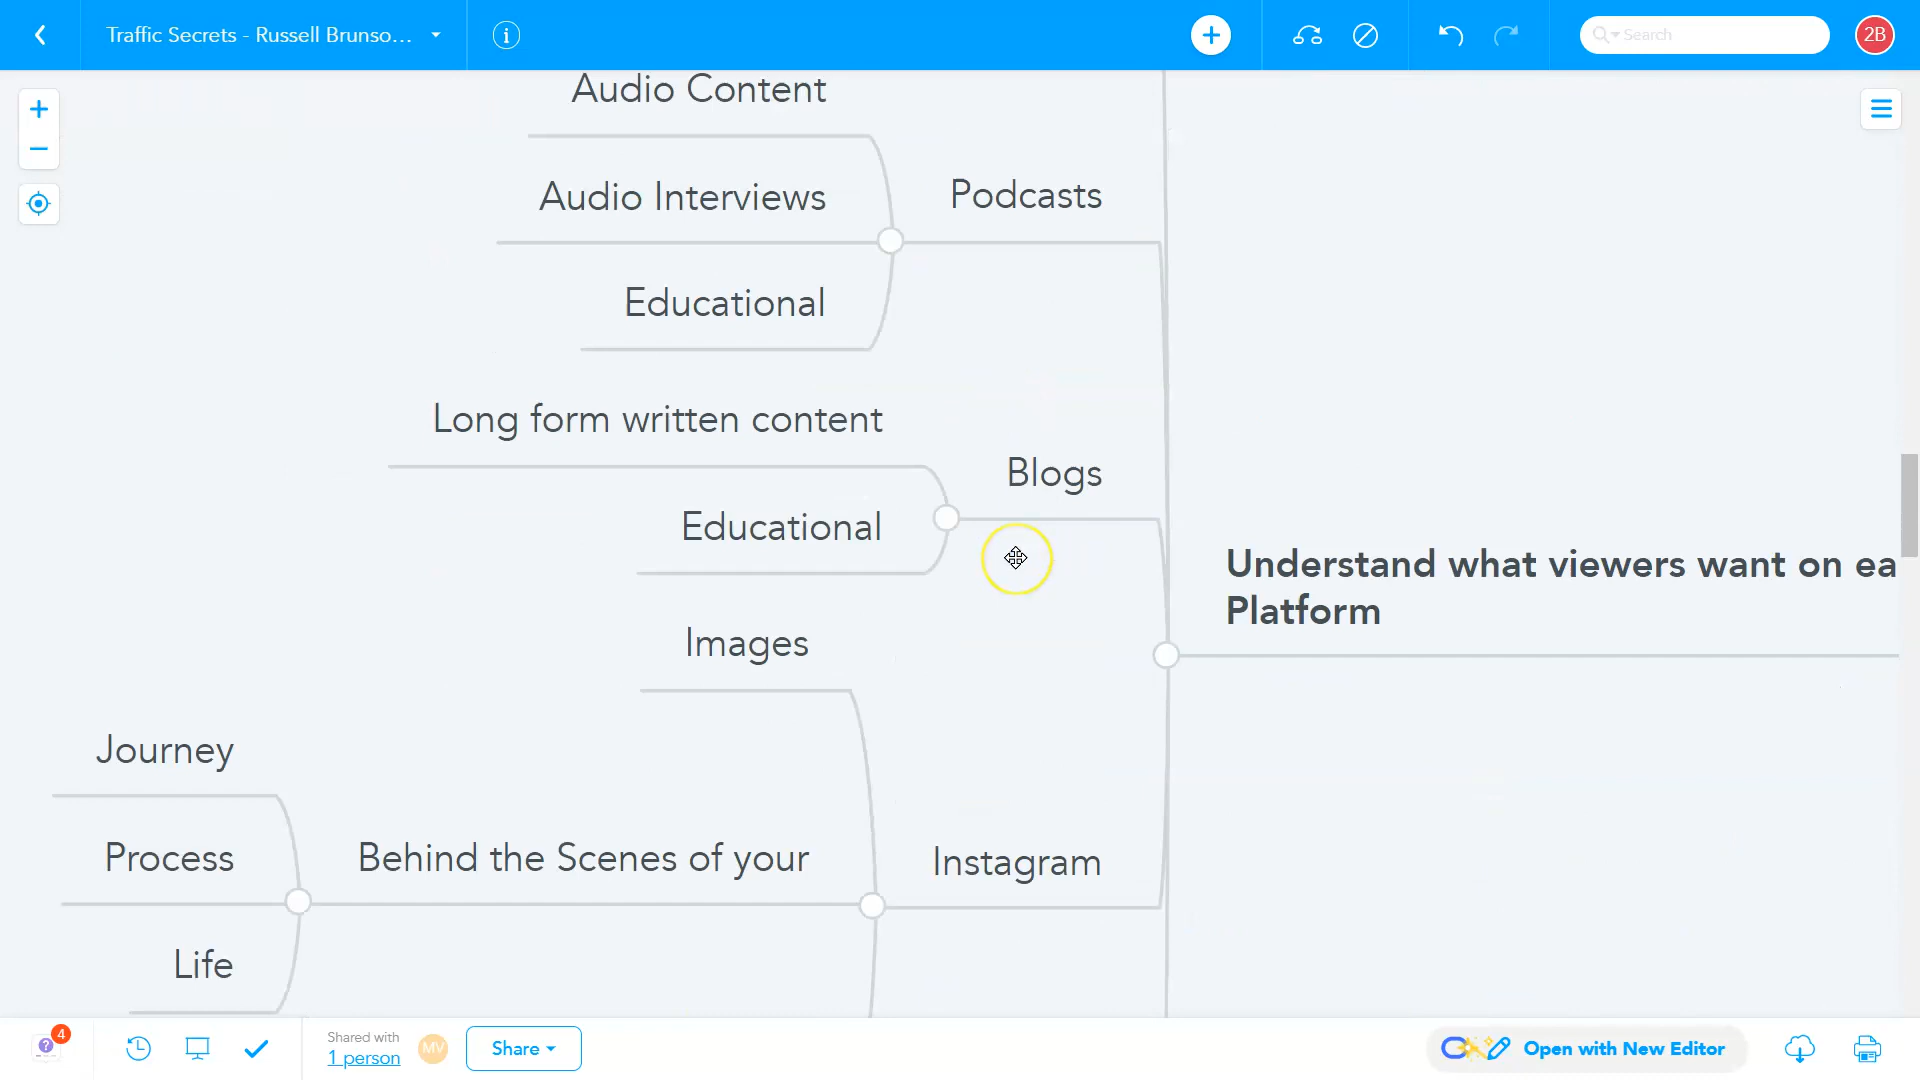 Traffic Secrets - Russell Brunso...
i
Search
2B
Audio Content
Audio Interviews
Podcasts
Educational
Long form written content
Blogs
Educational
Understand what viewers want on ea
Platform
Images
Journey
Process
Behind the Scenes of your
Instagram
Life
? 4
Shared with
1 person
MV
Share
Open with New Editor